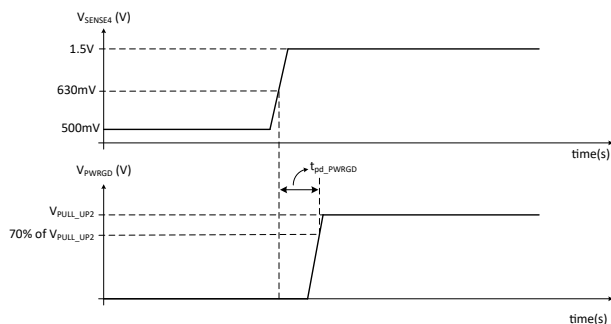 V_SENSE4 (V)
1.5V
630mV
500mV
time(s)
V_PWRGD (V)
t_pd_PWRGD
V_PULL_UP2
70% of V_PULL_UP2
time(s)